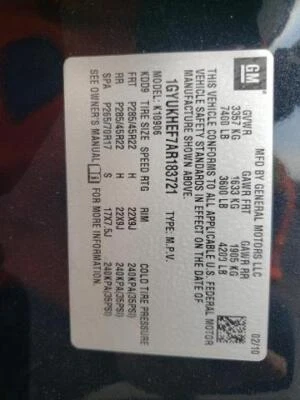 GM
MFD BY GENERAL MOTORS LLC
02/10
GVWR GAWR FRT GAWR RR
3357 KG 1633 KG 1905 KG
7400 LB 3600 LB 4200 LB
THIS VEHICLE CONFORMS TO ALL APPLICABLE U.S. FEDERAL MOTOR
VEHICLE SAFETY STANDARDS IN EFFECT ON THE DATE OF
MANUFACTURE SHOWN ABOVE.
1GYUKHEF7AR183721 TYPE: M.P.V.
K10906
KD09 TIRE SIZE SPEED RTG RIM COLD TIRE PRESSURE
FRT P285/45R22 H 22X9J 240KPA(35PSI)
RR P285/45R22 H 22X9J 240KPA(35PSI)
SPA P265/70R17 S 17X7.5J 240KPA(35PSI)
SEE OWNER'S MANUAL FOR MORE INFORMATION.